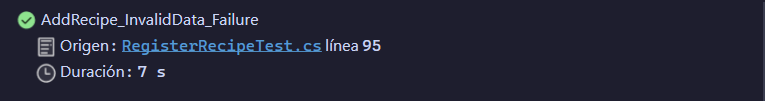 AddRecipe_InvalidData_Failure
Origen: RegisterRecipeTest.cs línea 95
Duración: 7 s